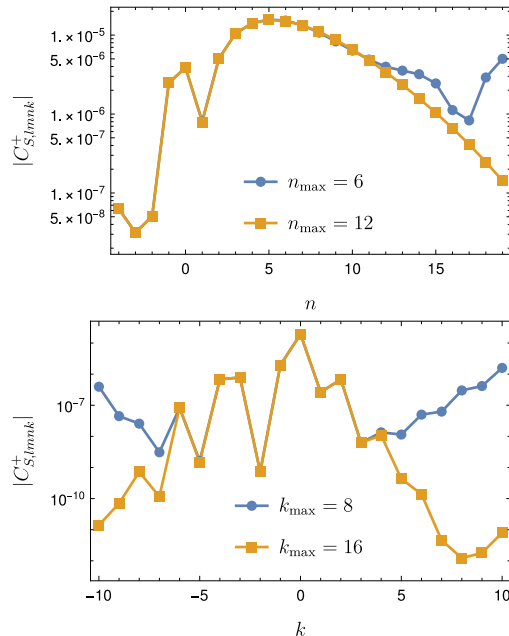 1. × 10⁻⁵
5. × 10⁻⁶
1. × 10⁻⁶
5. × 10⁻⁷
1. × 10⁻⁷
5. × 10⁻⁸
|C⁺_{S,lmnk}|
n_max = 6
n_max = 12
0 5 10 15
n
10⁻⁷
10⁻¹⁰
|C⁺_{S,lmnk}|
k_max = 8
k_max = 16
−10 −5 0 5 10
k